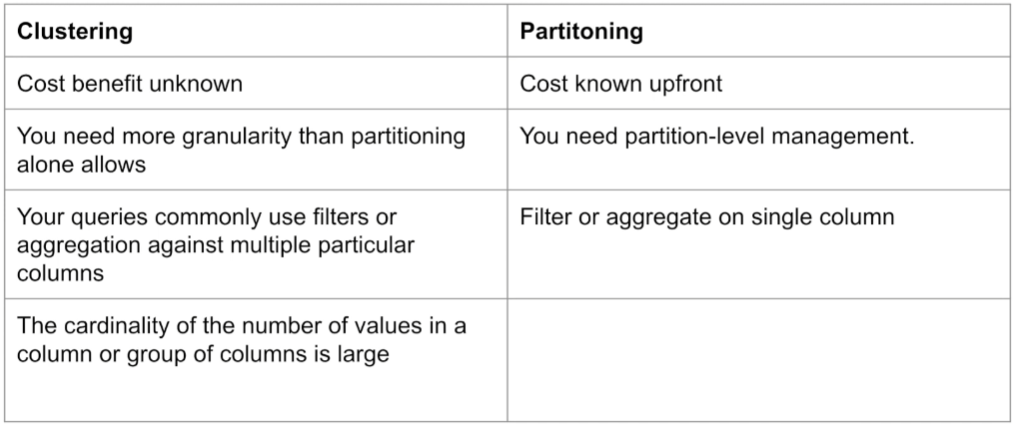 Clustering
Partitoning
Cost benefit unknown
Cost known upfront
You need more granularity than partitioning
alone allows
You need partition-level management.
Your queries commonly use filters or
aggregation against multiple particular
columns
Filter or aggregate on single column
The cardinality of the number of values in a
column or group of columns is large